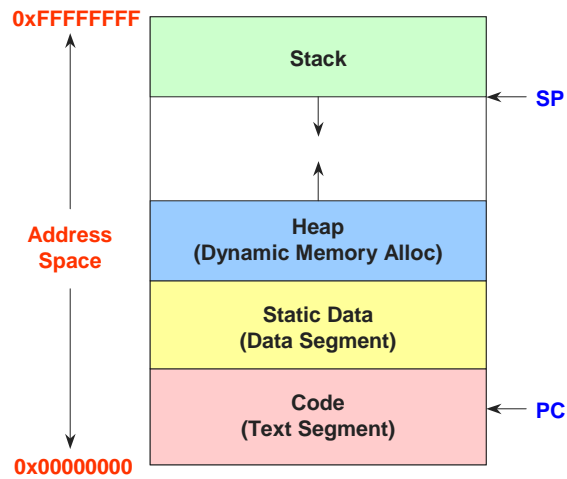 0xFFFFFFFF
Stack
SP
Heap
(Dynamic Memory Alloc)
Address
Space
Static Data
(Data Segment)
Code
(Text Segment)
PC
0x00000000